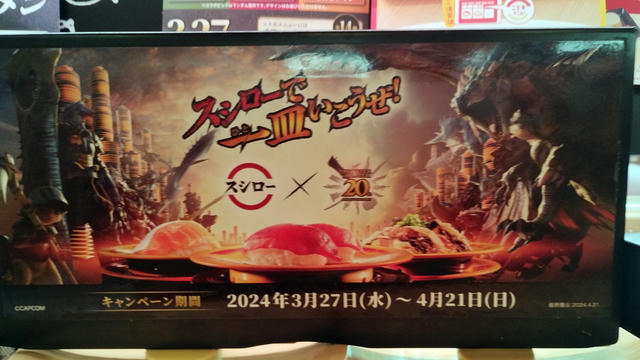 3.27
スシローで
一皿いこうぜ!
スシロー × 20
©CAPCOM
キャンペーン期間 2024年3月27日(水)～4月21日(日)